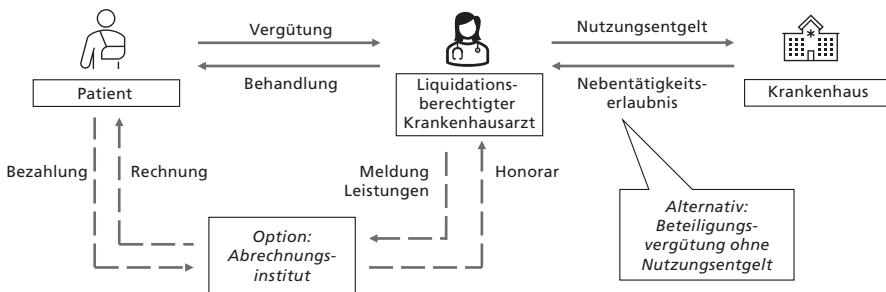 Vergütung
Behandlung
Nutzungsentgelt
Nebentätigkeits-
erlaubnis
Patient
Liquidations-
berechtigter
Krankenhausarzt
Krankenhaus
Bezahlung
Rechnung
Meldung
Leistungen
Honorar
Option:
Abrechnungs-
institut
Alternativ:
Beteiligungs-
vergütung ohne
Nutzungsentgelt